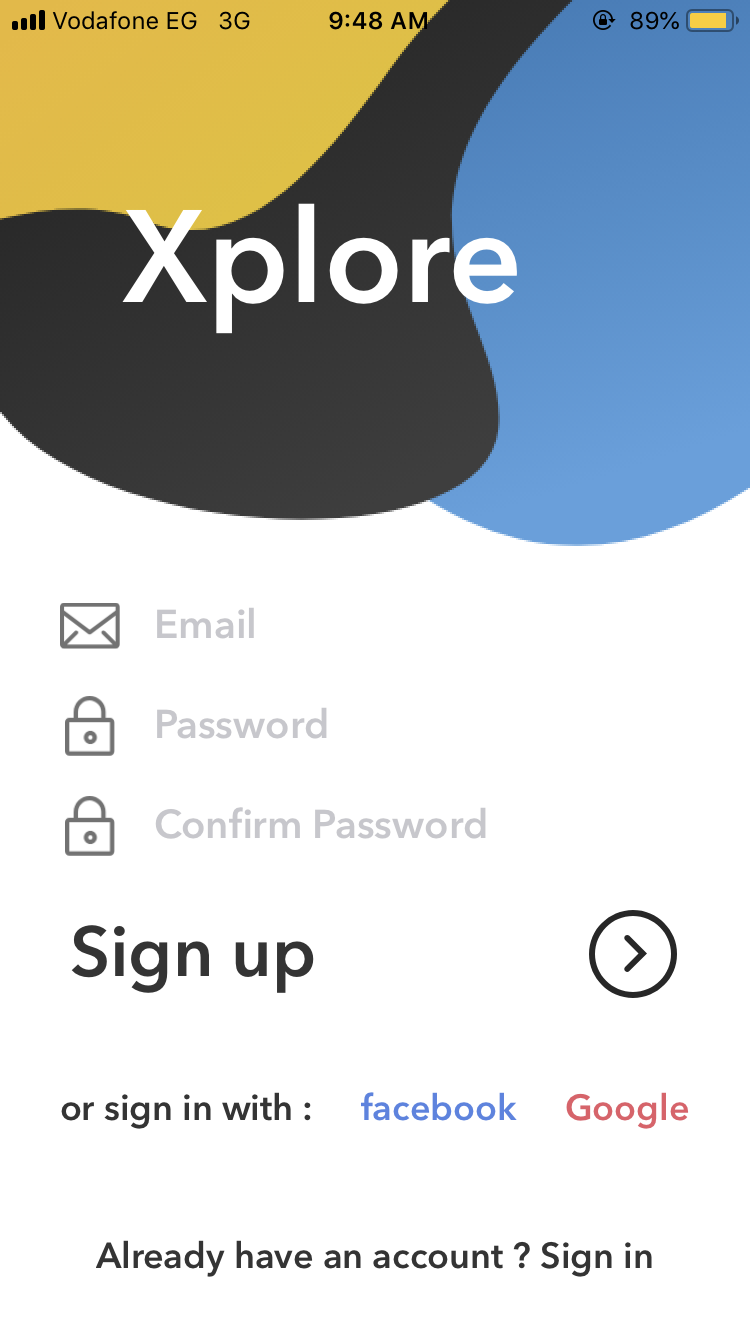 Vodafone EG 3G 9:48 AM 89%
Xplore
Email
Password
Confirm Password
Sign up
or sign in with : facebook Google
Already have an account ? Sign in